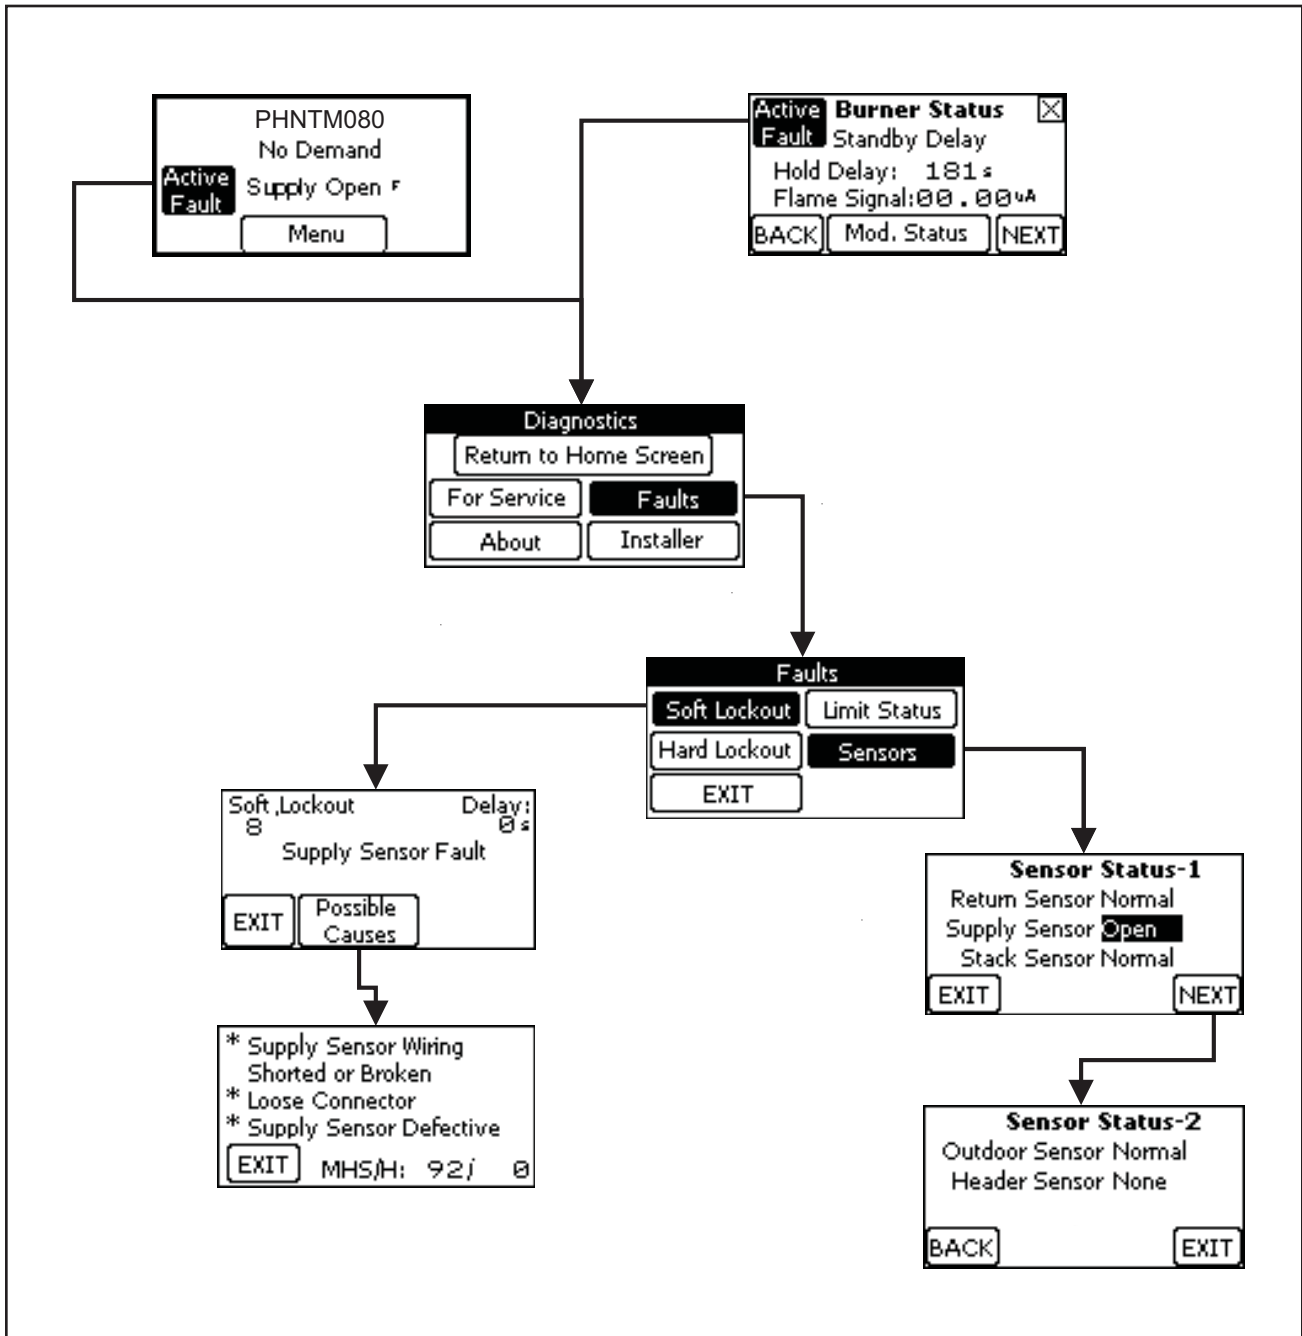 PHNTM080
No Demand
Active
Fault
Supply Open F
Menu
Active
Fault
Burner Status
Standby Delay
Hold Delay: 181s
Flame Signal:00.00uA
BACK
Mod. Status
NEXT
Diagnostics
Return to Home Screen
For Service
Faults
About
Installer
Faults
Soft Lockout
Limit Status
Hard Lockout
Sensors
EXIT
Soft ,Lockout
Delay:
8
0s
Supply Sensor Fault
EXIT
Possible
Causes
* Supply Sensor Wiring
Shorted or Broken
* Loose Connector
* Supply Sensor Defective
EXIT
MHS/H: 92/ 0
Sensor Status-1
Return Sensor Normal
Supply Sensor Open
Stack Sensor Normal
EXIT
NEXT
Sensor Status-2
Outdoor Sensor Normal
Header Sensor None
BACK
EXIT